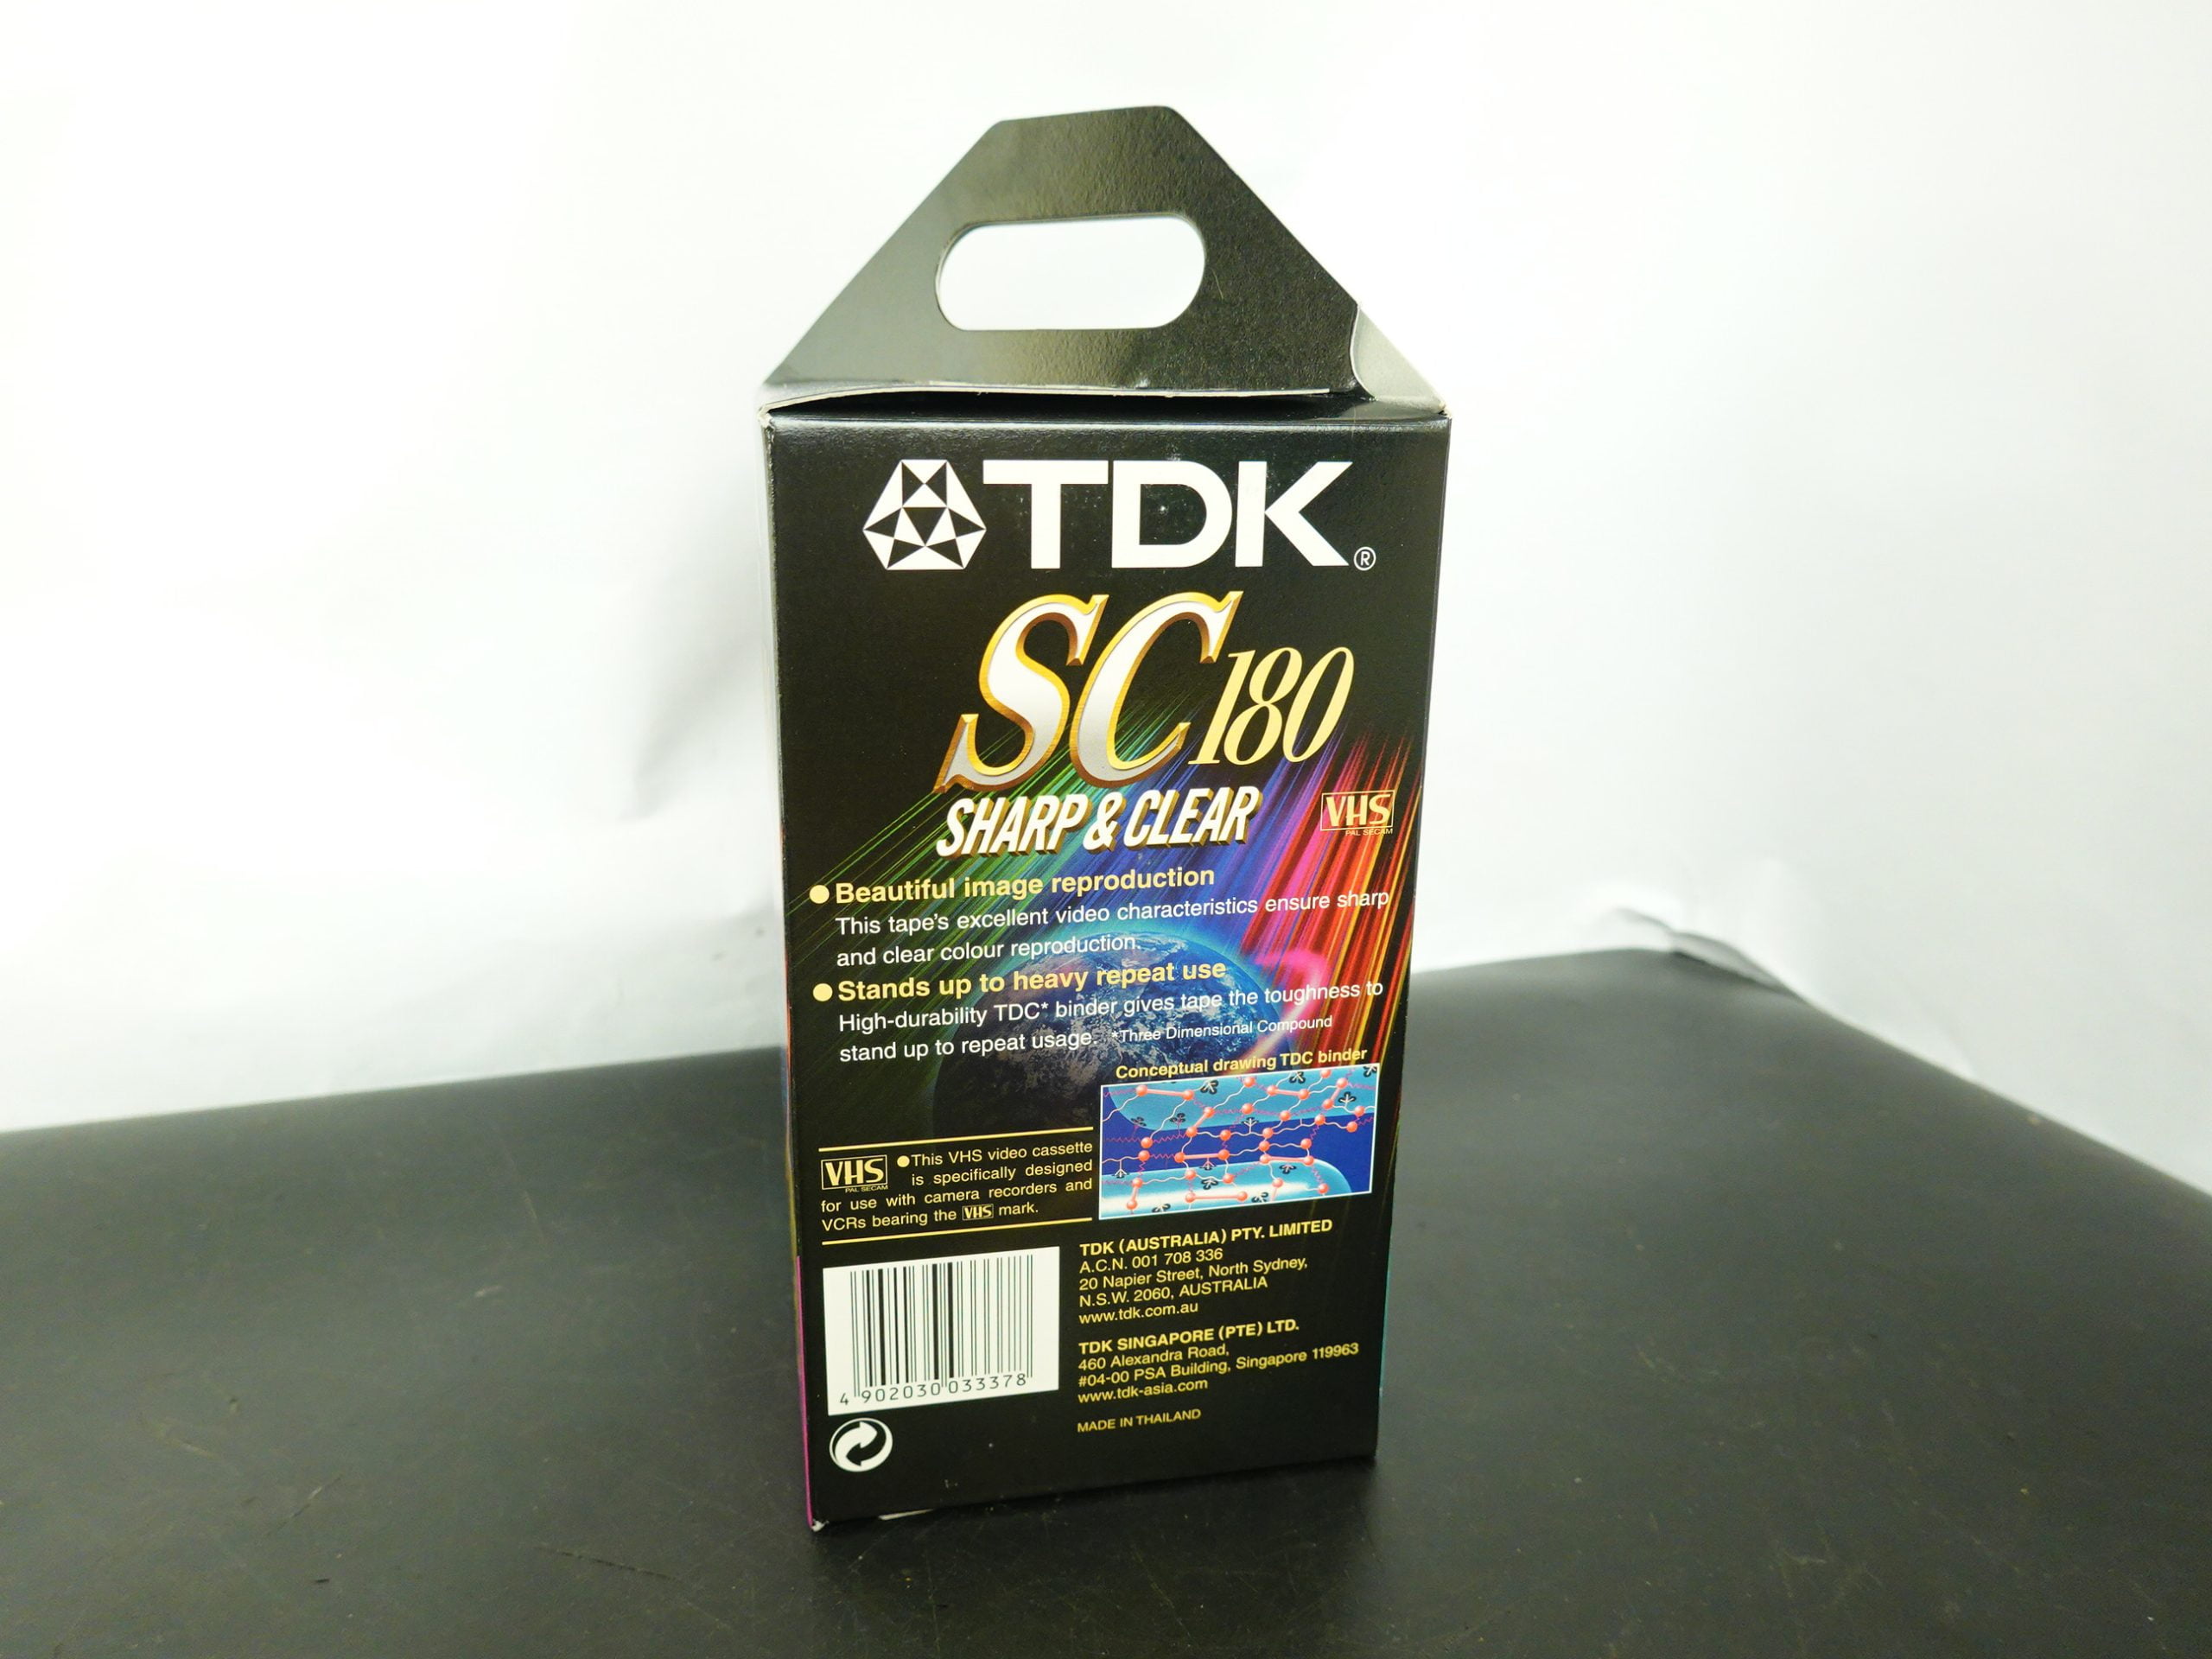 TDK®
SC 180
SHARP & CLEAR
VHS
PAL SECAM
● Beautiful image reproduction
This tape's excellent video characteristics ensure sharp
and clear colour reproduction.
● Stands up to heavy repeat use
High-durability TDC* binder gives tape the toughness to
stand up to repeat usage. *Three Dimensional Compound
Conceptual drawing TDC binder
VHS
PAL SECAM
●This VHS video cassette
is specifically designed
for use with camera recorders and
VCRs bearing the VHS mark.
TDK (AUSTRALIA) PTY. LIMITED
A.C.N. 001 708 336
20 Napier Street, North Sydney,
N.S.W. 2060, AUSTRALIA
www.tdk.com.au
TDK SINGAPORE (PTE) LTD.
460 Alexandra Road,
#04-00 PSA Building, Singapore 119963
www.tdk-asia.com
MADE IN THAILAND
4 902030 033378